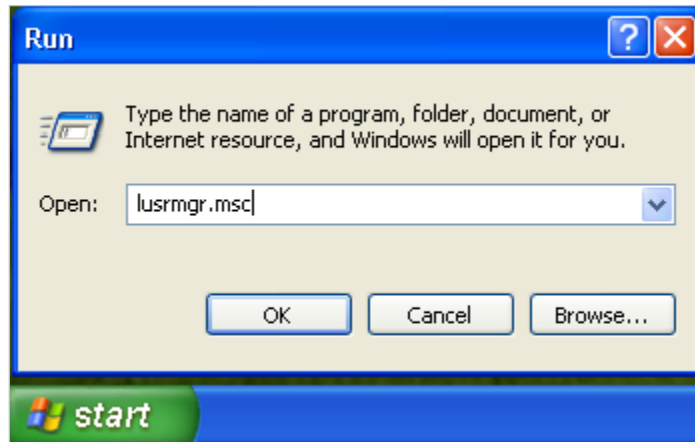 Run
?
Type the name of a program, folder, document, or
Internet resource, and Windows will open it for you.
Open:
lusrmgr.msc
OK
Cancel
Browse...
start